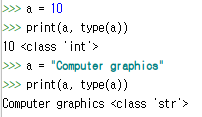 >>> a = 10
>>> print(a, type(a))
10 <class 'int'>
>>> a = "Computer graphics"
>>> print(a, type(a))
Computer graphics <class 'str'>